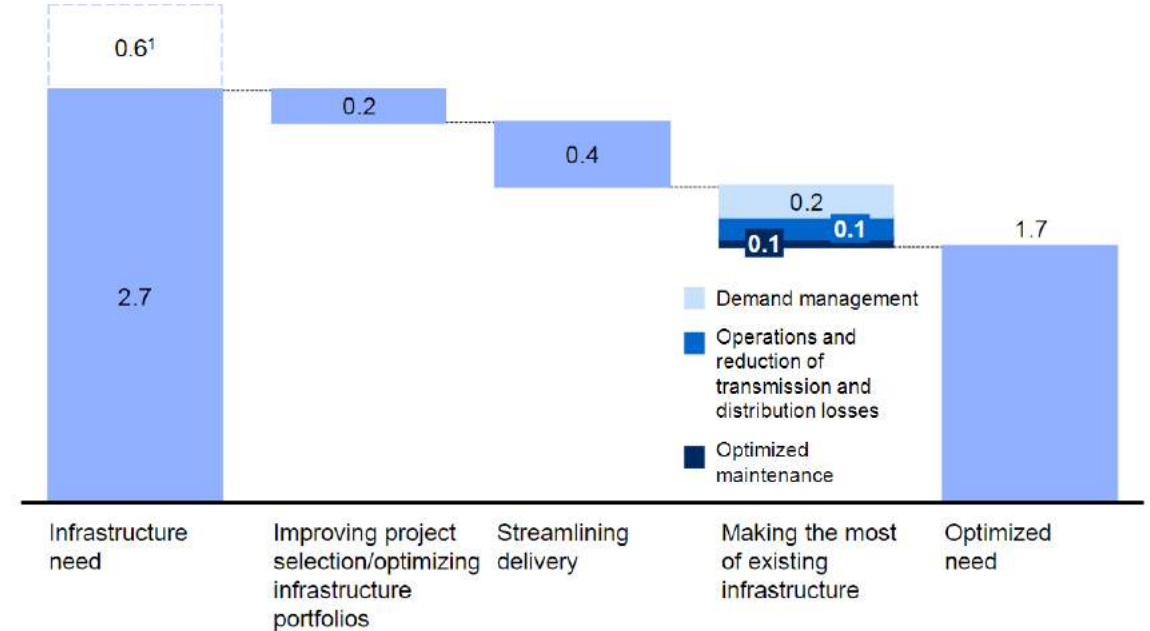 0.6¹
0.2
0.4
0.2
0.1
0.1
1.7
2.7
Demand management
Operations and
reduction of
transmission and
distribution losses
Optimized
maintenance
Infrastructure
need
Improving project
selection/optimizing
infrastructure
portfolios
Streamlining
delivery
Making the most
of existing
infrastructure
Optimized
need